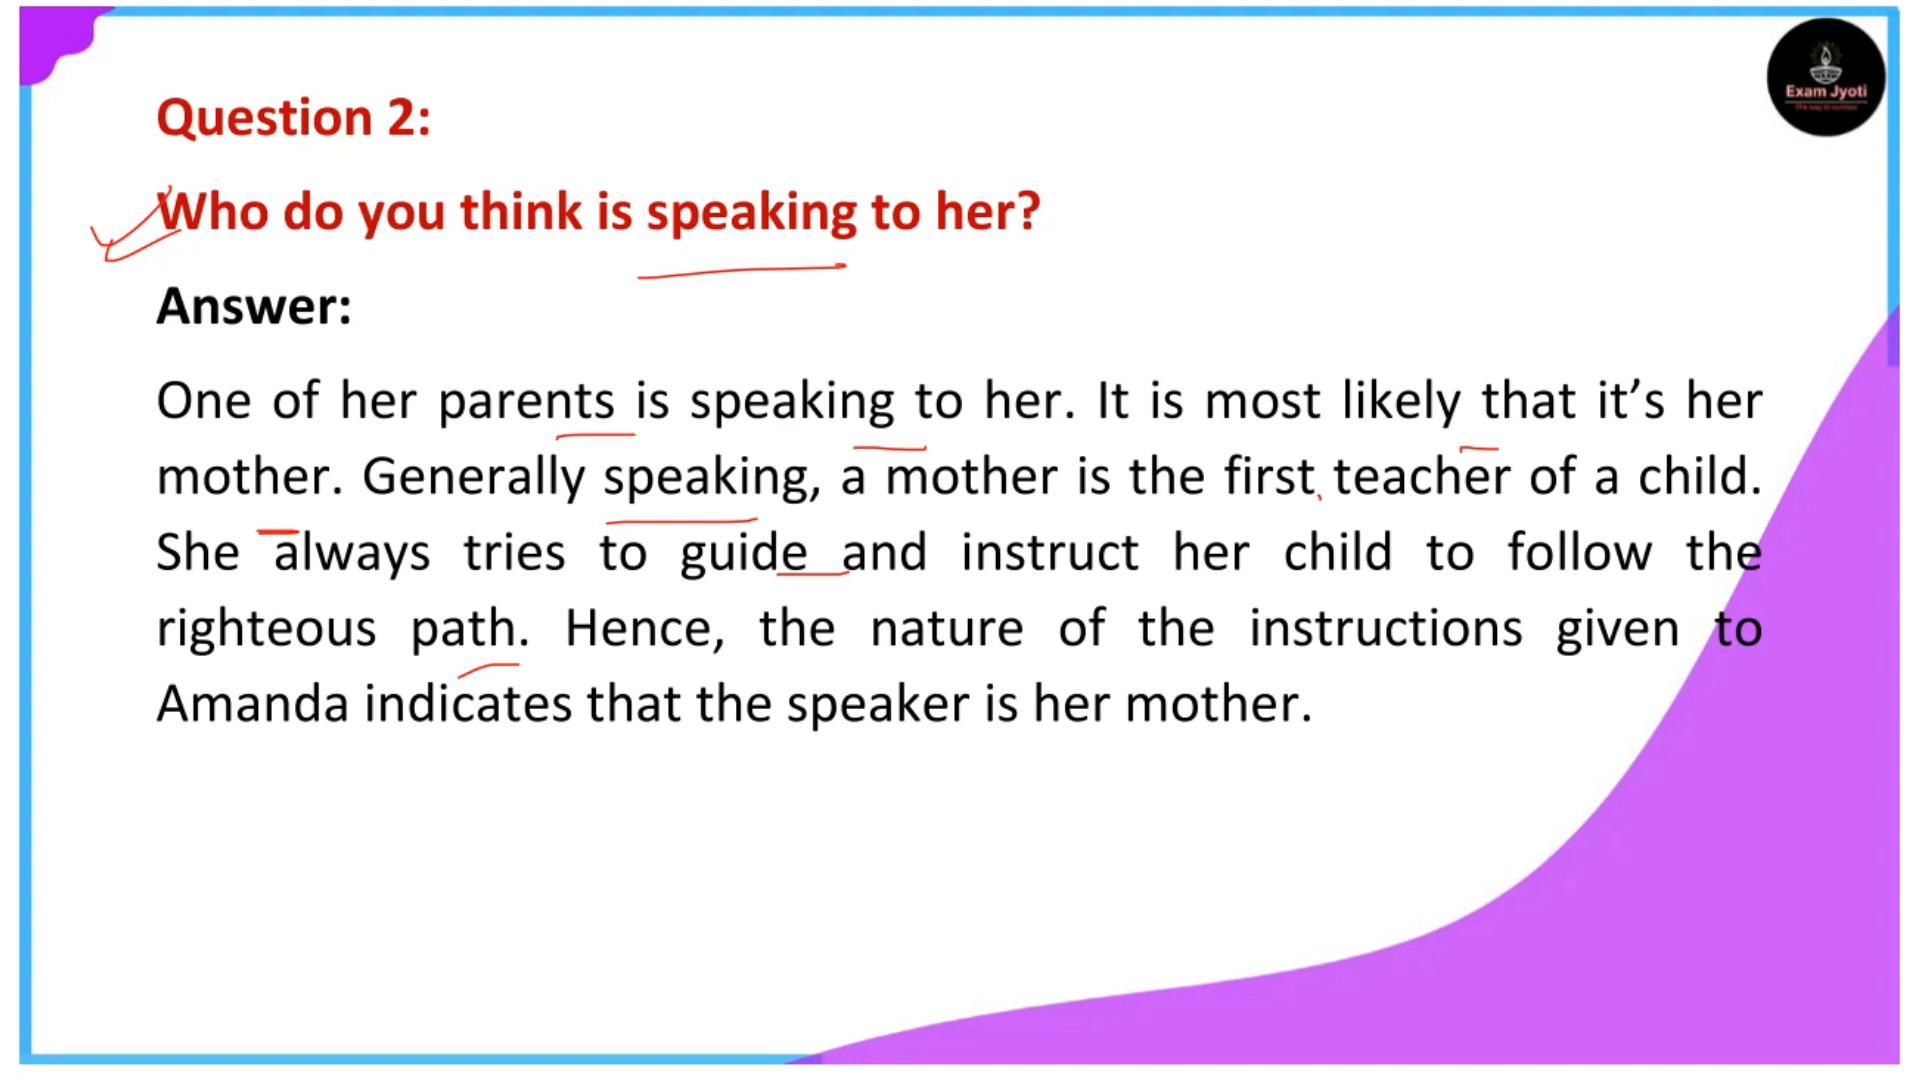 Exam Jyoti
Question 2:
Who do you think is speaking to her?
Answer:
One of her parents is speaking to her. It is most likely that it’s her
mother. Generally speaking, a mother is the first teacher of a child.
She always tries to guide and instruct her child to follow the
righteous path. Hence, the nature of the instructions given to
Amanda indicates that the speaker is her mother.